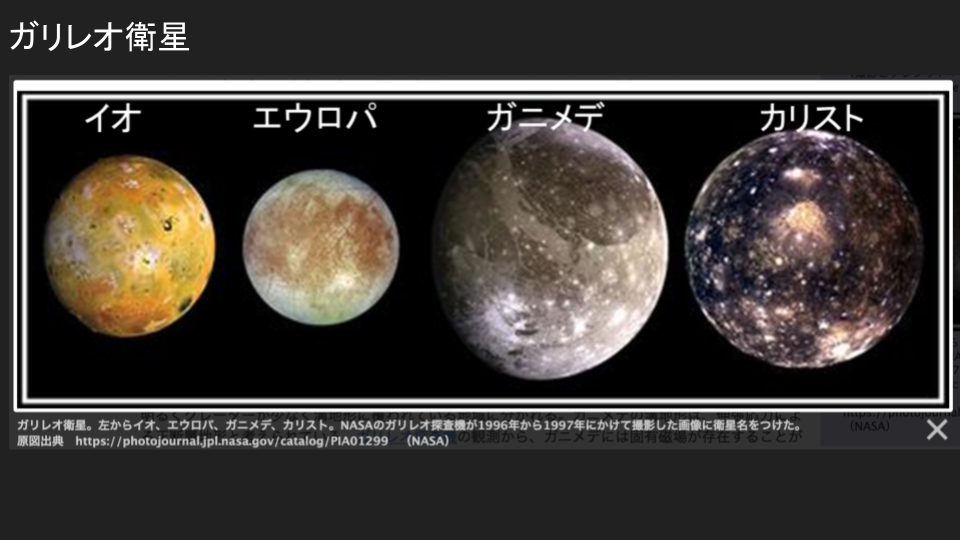 ガリレオ衛星
イオ
エウロパ
ガニメデ
カリスト
ガリレオ衛星。左からイオ、エウロパ、ガニメデ、カリスト。NASAのガリレオ探査機が1996年から1997年にかけて撮影した画像に衛星名をつけた。
原図出典 https://photojournal.jpl.nasa.gov/catalog/PIA01299 （NASA）
の観測から、ガニメデには固有磁場が存在することが
https://photojournal
（NASA）